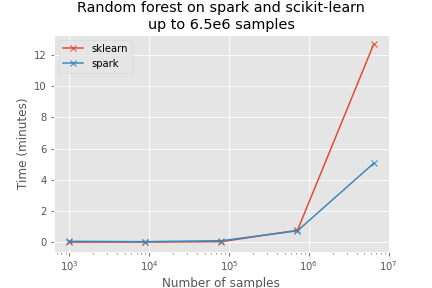 Random forest on spark and scikit-learn
up to 6.5e6 samples
sklearn
spark
12
10
8
6
4
2
0
Time (minutes)
10³ 10⁴ 10⁵ 10⁶ 10⁷
Number of samples